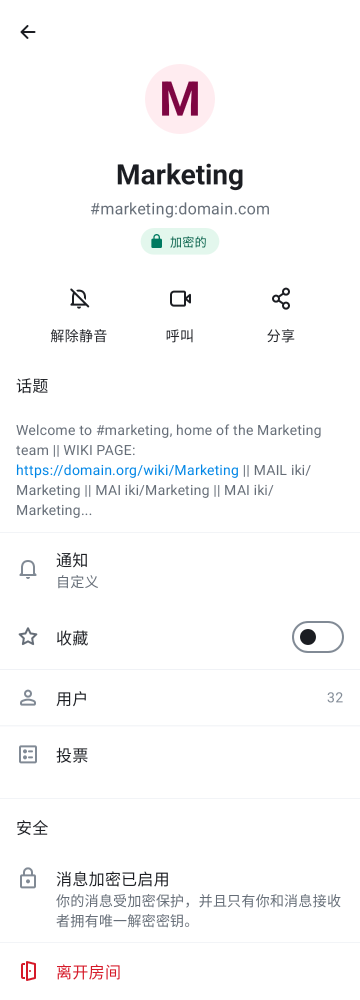 M
Marketing
#marketing:domain.com
加密的
解除静音
呼叫
分享
话题
Welcome to #marketing, home of the Marketing
team || WIKI PAGE:
https://domain.org/wiki/Marketing || MAIL iki/
Marketing || MAI iki/Marketing || MAI iki/
Marketing...
通知
自定义
收藏
用户 32
投票
安全
消息加密已启用
你的消息受加密保护，并且只有你和消息接收
者拥有唯一解密密钥。
离开房间